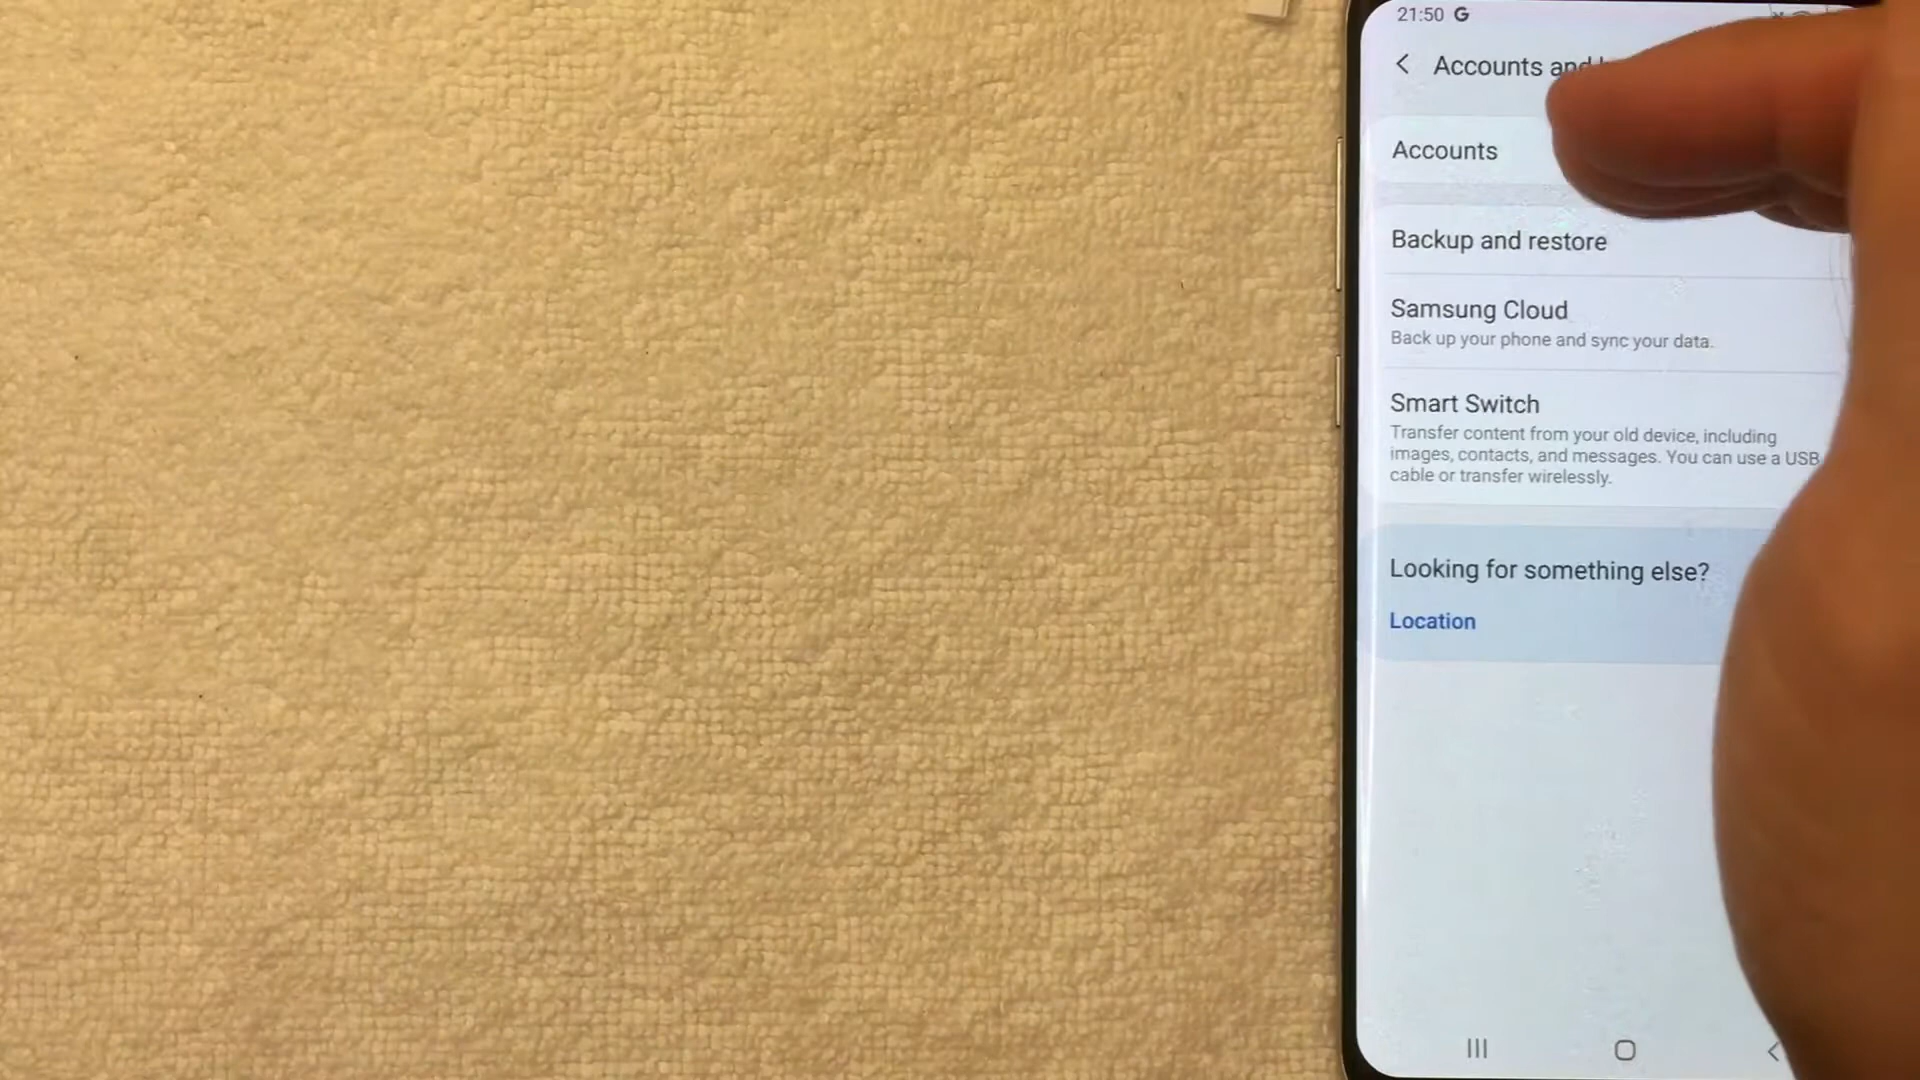 21:50 G
Accounts and
Accounts
Backup and restore
Samsung Cloud
Back up your phone and sync your data.
Smart Switch
Transfer content from your old device, including
images, contacts, and messages. You can use a USB
cable or transfer wirelessly.
Looking for something else?
Location